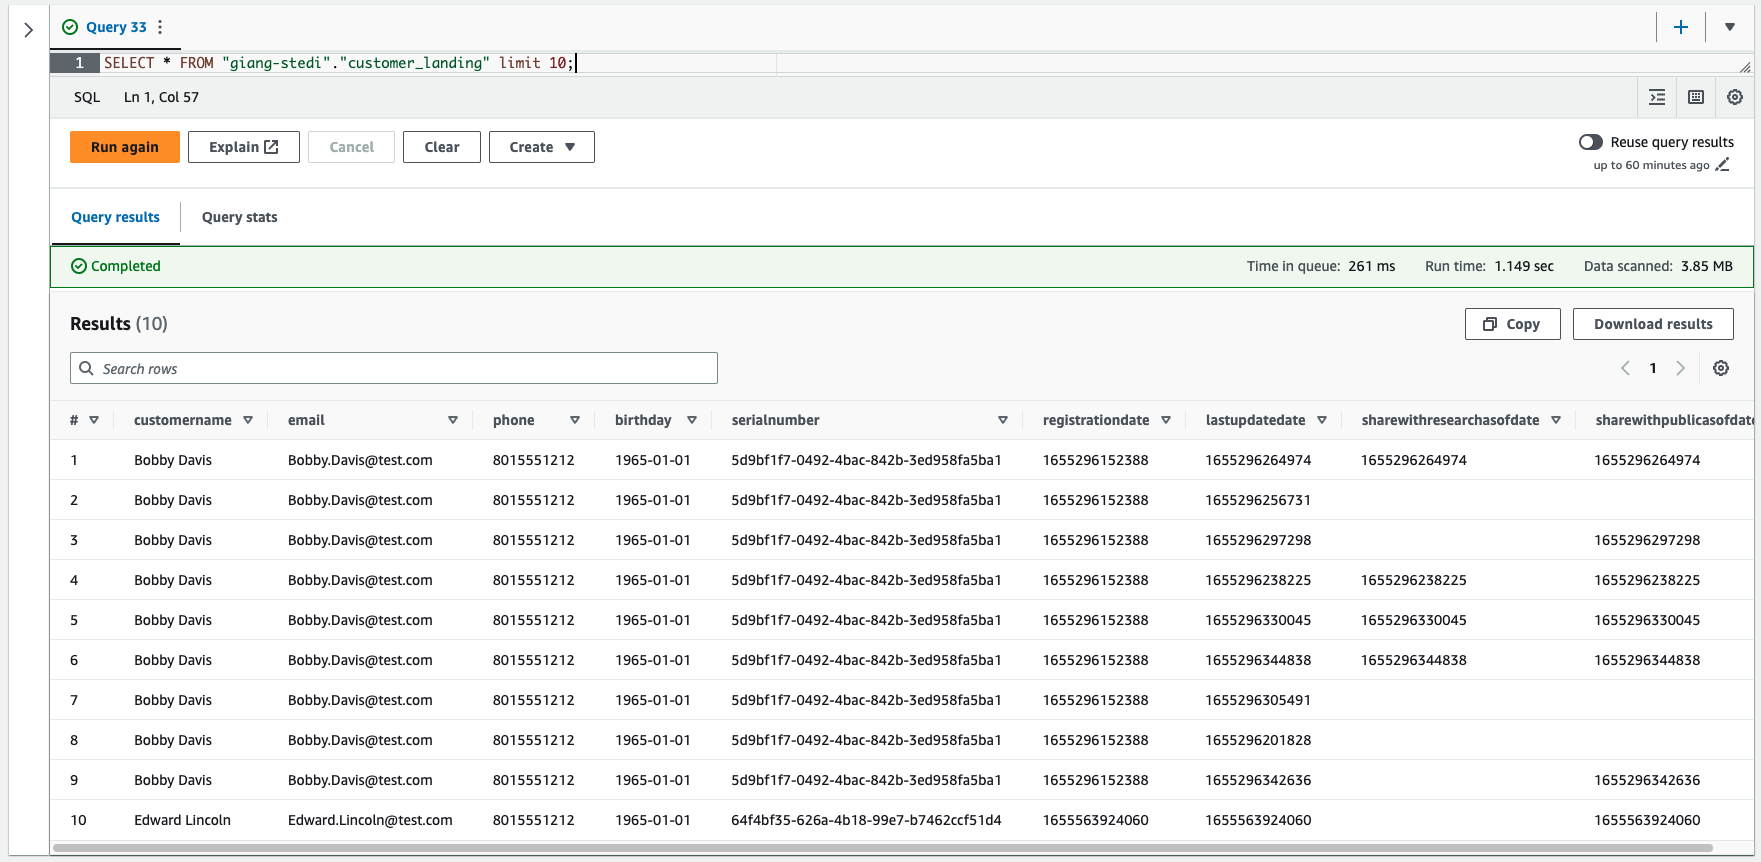 Query 33
1 SELECT * FROM "giang-stedi"."customer_landing" limit 10;
SQL Ln 1, Col 57
Run again Explain Cancel Clear Create Reuse query results
up to 60 minutes ago
Query results Query stats
Completed Time in queue: 261 ms Run time: 1.149 sec Data scanned: 3.85 MB
Results (10) Copy Download results
Search rows 1
# customername email phone birthday serialnumber registrationdate lastupdatedate sharewithresearchasofdate sharewithpublicasofdate
1 Bobby Davis Bobby.Davis@test.com 8015551212 1965-01-01 5d9bf1f7-0492-4bac-842b-3ed958fa5ba1 1655296152388 1655296264974 1655296264974 1655296264974
2 Bobby Davis Bobby.Davis@test.com 8015551212 1965-01-01 5d9bf1f7-0492-4bac-842b-3ed958fa5ba1 1655296152388 1655296256731
3 Bobby Davis Bobby.Davis@test.com 8015551212 1965-01-01 5d9bf1f7-0492-4bac-842b-3ed958fa5ba1 1655296152388 1655296297298 1655296297298
4 Bobby Davis Bobby.Davis@test.com 8015551212 1965-01-01 5d9bf1f7-0492-4bac-842b-3ed958fa5ba1 1655296152388 1655296238225 1655296238225 1655296238225
5 Bobby Davis Bobby.Davis@test.com 8015551212 1965-01-01 5d9bf1f7-0492-4bac-842b-3ed958fa5ba1 1655296152388 1655296330045 1655296330045 1655296330045
6 Bobby Davis Bobby.Davis@test.com 8015551212 1965-01-01 5d9bf1f7-0492-4bac-842b-3ed958fa5ba1 1655296152388 1655296344838 1655296344838 1655296344838
7 Bobby Davis Bobby.Davis@test.com 8015551212 1965-01-01 5d9bf1f7-0492-4bac-842b-3ed958fa5ba1 1655296152388 1655296305491
8 Bobby Davis Bobby.Davis@test.com 8015551212 1965-01-01 5d9bf1f7-0492-4bac-842b-3ed958fa5ba1 1655296152388 1655296201828
9 Bobby Davis Bobby.Davis@test.com 8015551212 1965-01-01 5d9bf1f7-0492-4bac-842b-3ed958fa5ba1 1655296152388 1655296342636 1655296342636
10 Edward Lincoln Edward.Lincoln@test.com 8015551212 1965-01-01 64f4bf35-626a-4b18-99e7-b7462ccf51d4 1655563924060 1655563924060 1655563924060